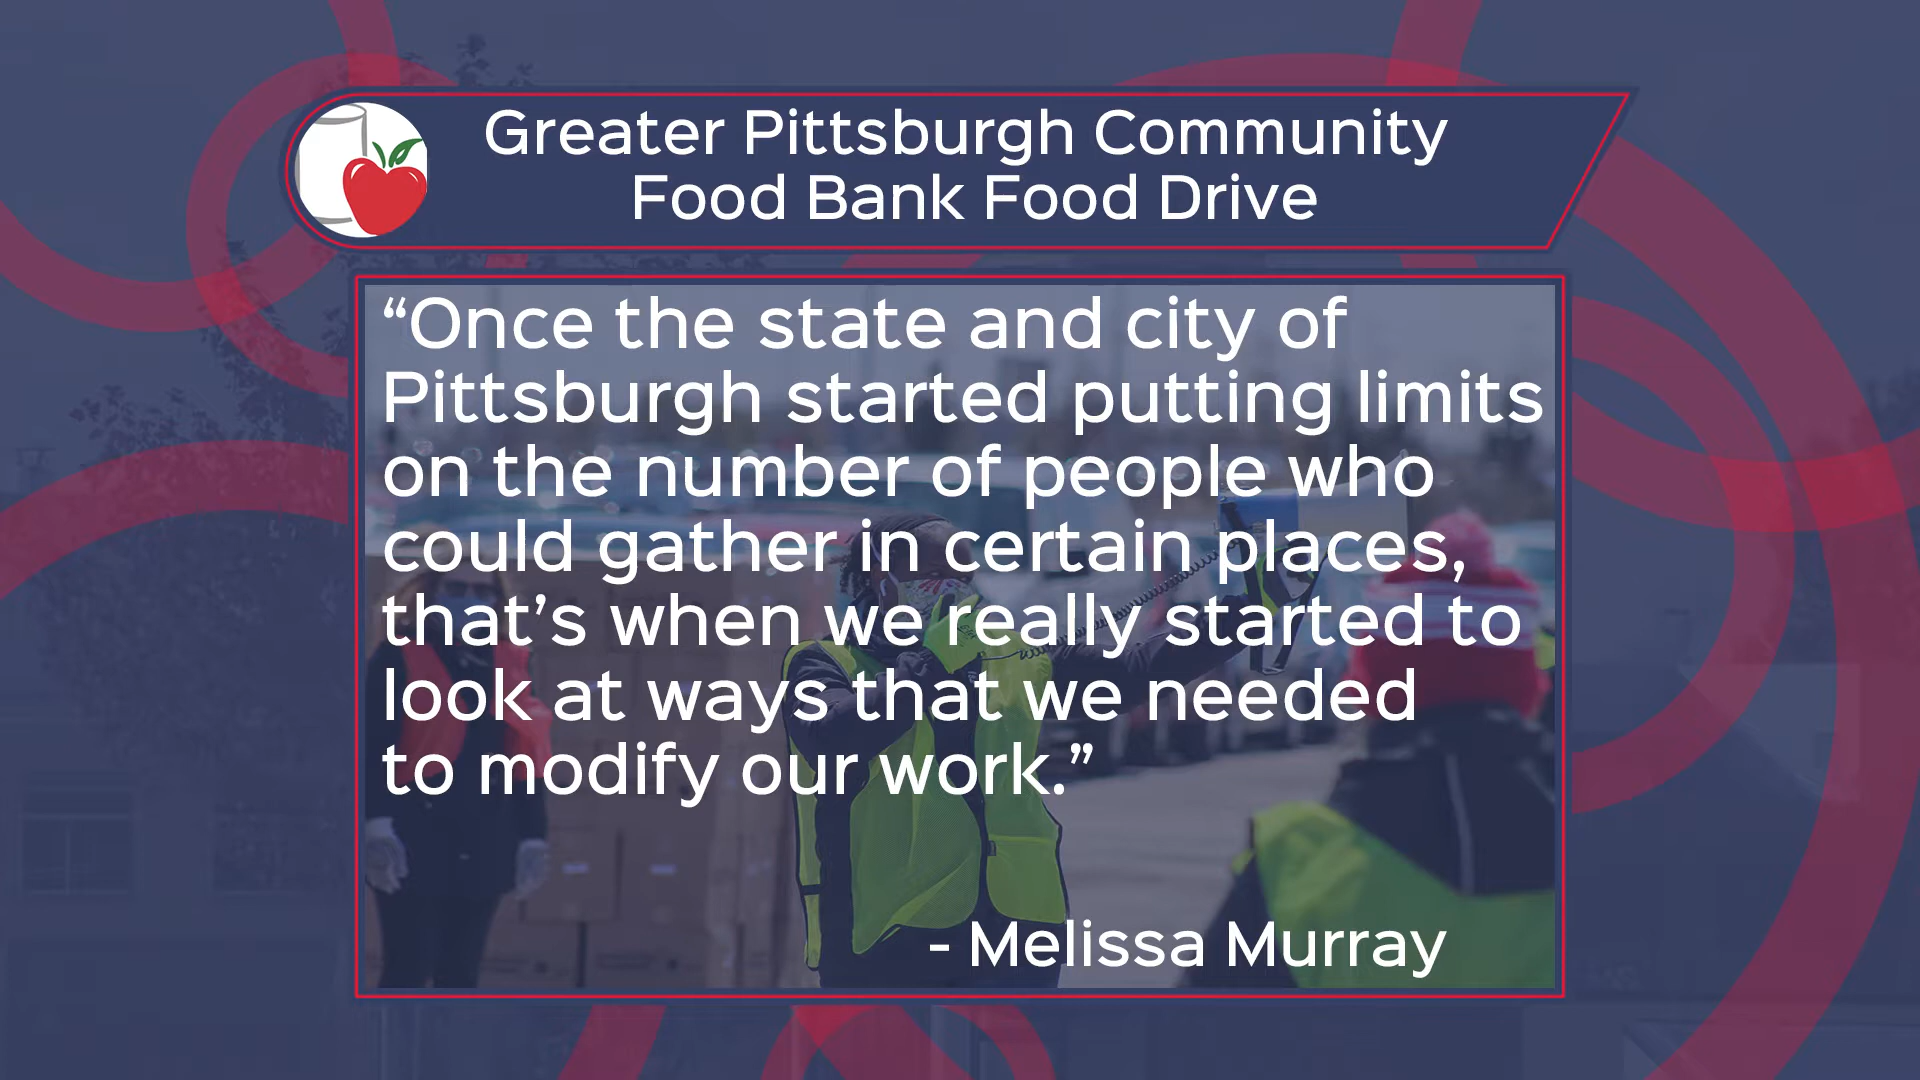 Greater Pittsburgh Community
Food Bank Food Drive
“Once the state and city of
Pittsburgh started putting limits
on the number of people who
could gather in certain places,
that’s when we really started to
look at ways that we needed
to modify our work.”
- Melissa Murray